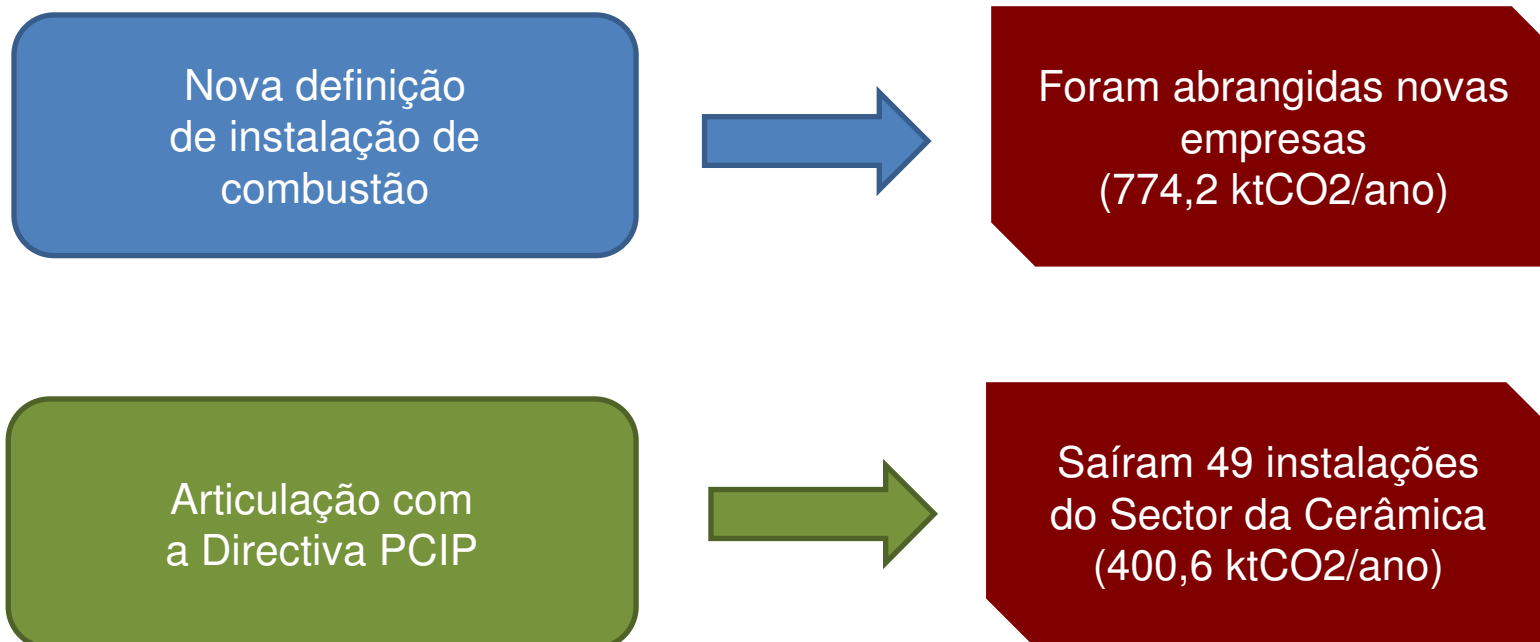 Nova definição
de instalação de
combustão
Foram abrangidas novas
empresas
(774,2 ktCO2/ano)
Articulação com
a Directiva PCIP
Saíram 49 instalações
do Sector da Cerâmica
(400,6 ktCO2/ano)